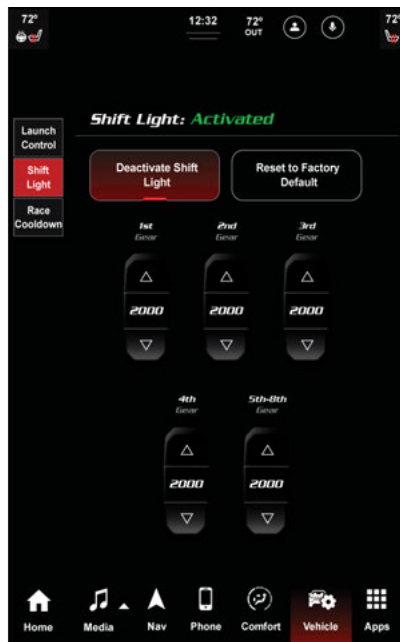 72°
12:32
72°
OUT
72°
Shift Light: Activated
Launch
Control
Shift
Light
Race
Cooldown
Deactivate Shift
Light
Reset to Factory
Default
1st
Gear
2nd
Gear
3rd
Gear
2000
2000
2000
4th
Gear
5th-8th
Gear
2000
2000
Home
Media
Nav
Phone
Comfort
Vehicle
Apps